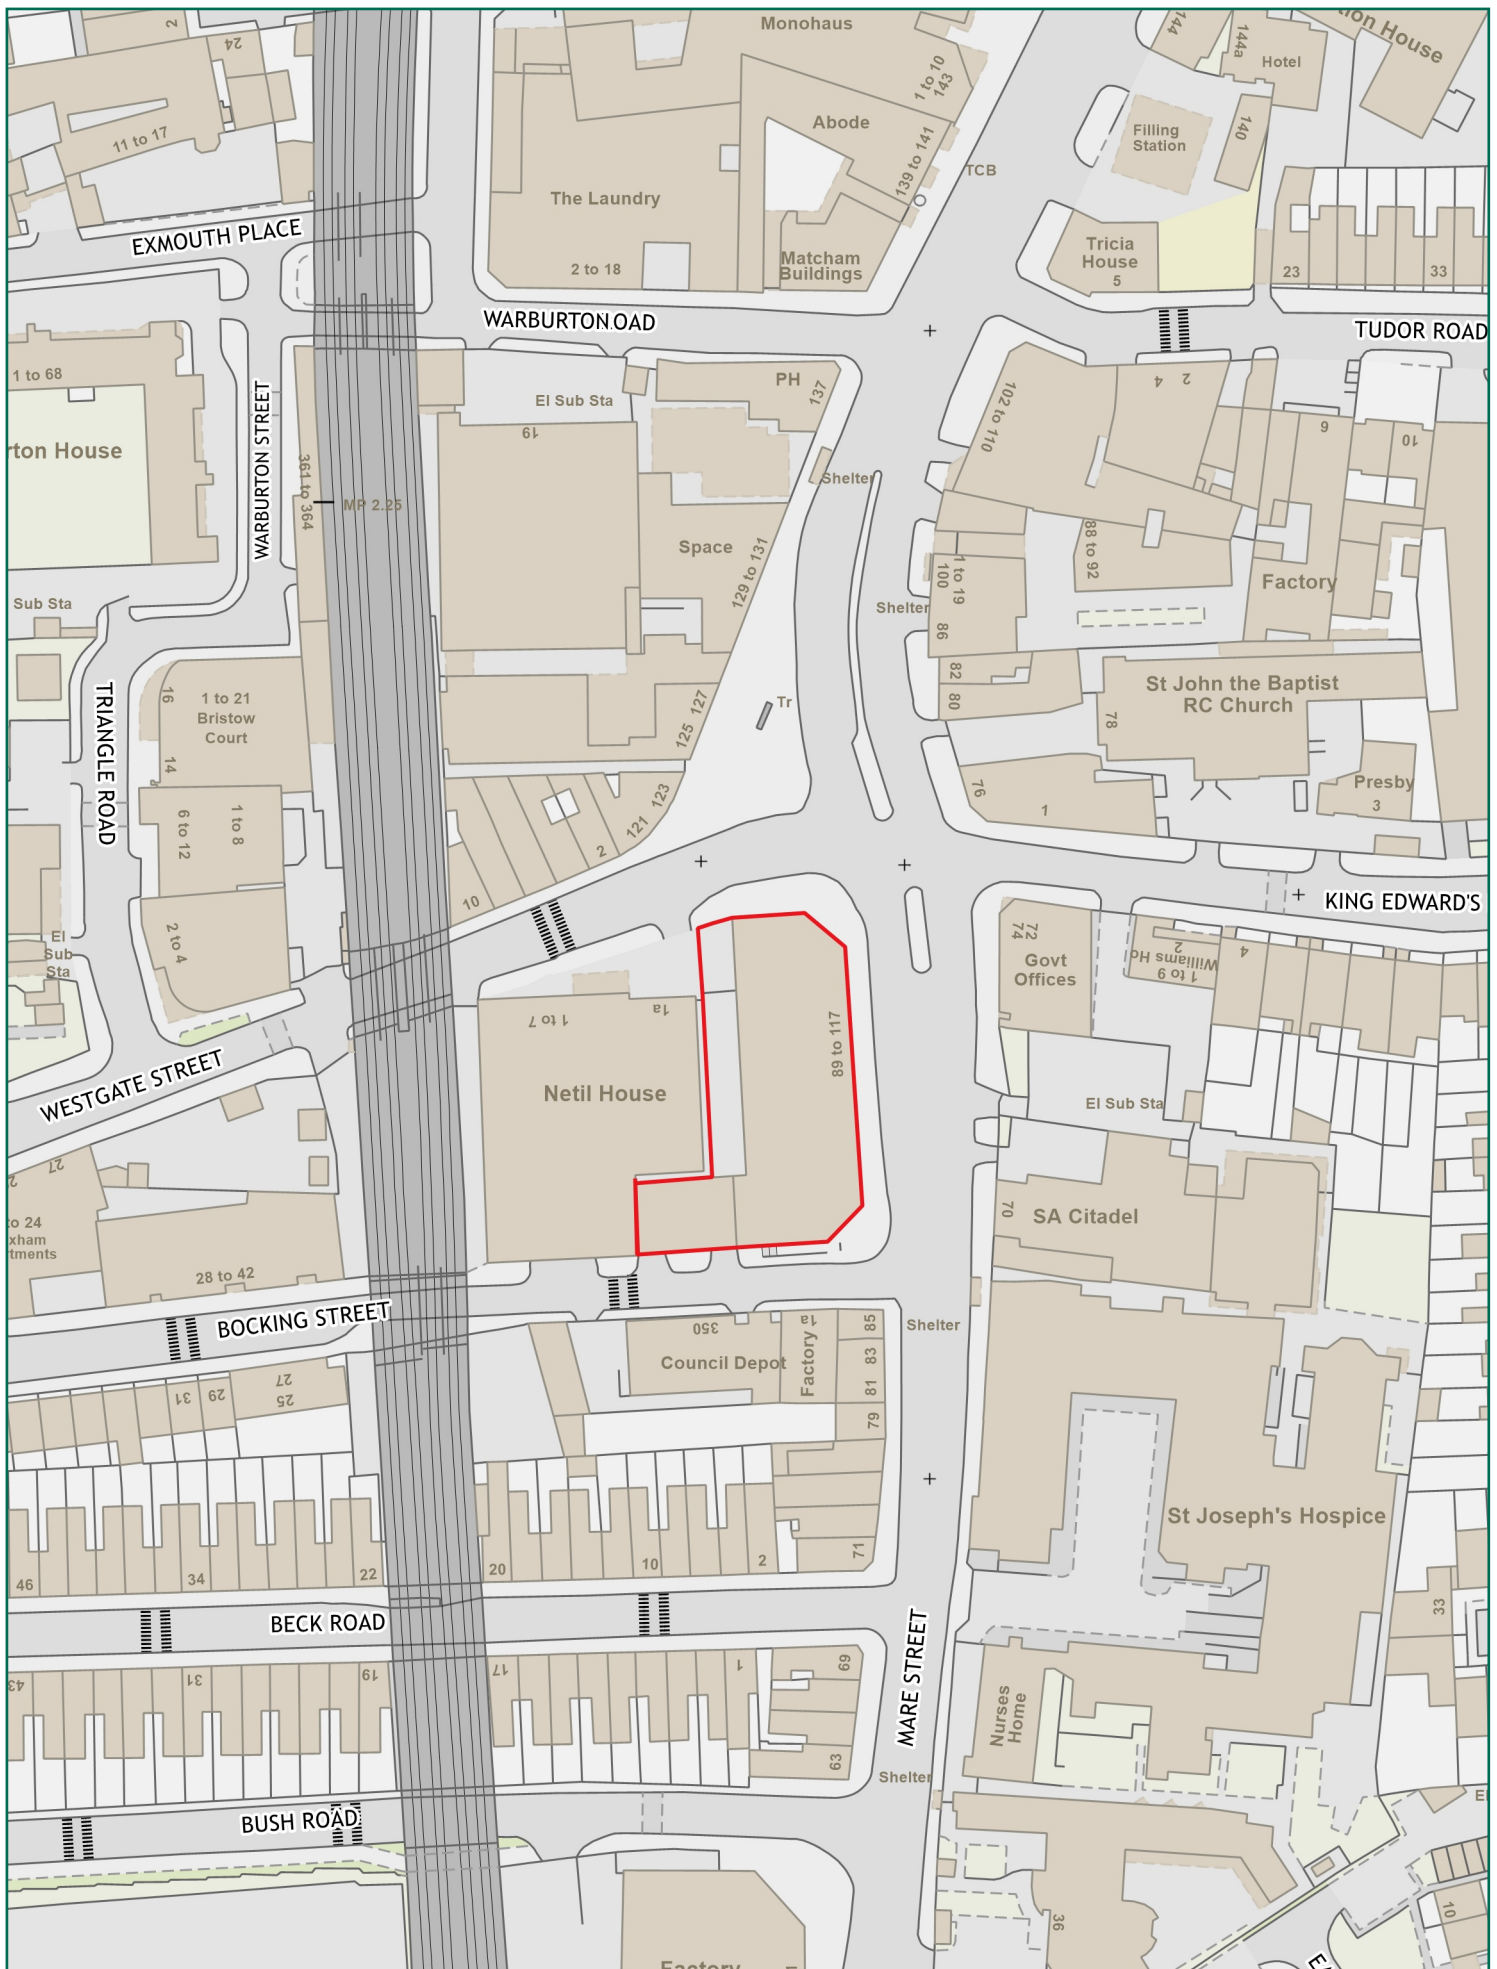 Monohaus
2
24
144
144a
Hotel
tion House
1 to 10
143
11 to 17
Abode
139 to 141
Filling
Station
140
TCB
The Laundry
EXMOUTH PLACE
2 to 18
Matcham
Buildings
Tricia
House
5
23
33
WARBURTON OAD
TUDOR ROAD
1 to 68
PH
137
El Sub Sta
102 to 110
4
2
6
10
19
rton House
WARBURTON STREET
361 to 364
MP 2.25
Shelter
Space
129 to 131
88 to 92
Factory
1 to 19
100
86
Shelter
Sub Sta
82
80
St John the Baptist
RC Church
78
TRIANGLE ROAD
16
1 to 21
Bristow
Court
14
127
125
Tr
76
1
Presby
3
6 to 12
1 to 8
123
121
2
10
KING EDWARD'S
El
Sub
Sta
2 to 4
72
74
Govt
Offices
2
1 to 9
Williams Ho
4
1 to 7
1a
89 to 117
WESTGATE STREET
Netil House
El Sub Sta
27
2
to 24
xham
tments
70
SA Citadel
28 to 42
BOCKING STREET
350
1a
Factory
85
Shelter
Council Depot
83
81
79
31
29
27
25
St Joseph's Hospice
46
34
22
20
10
2
71
BECK ROAD
33
MARE STREET
43
31
19
17
1
69
63
Nurses
Home
Shelter
El
BUSH ROAD
36
10
Factory